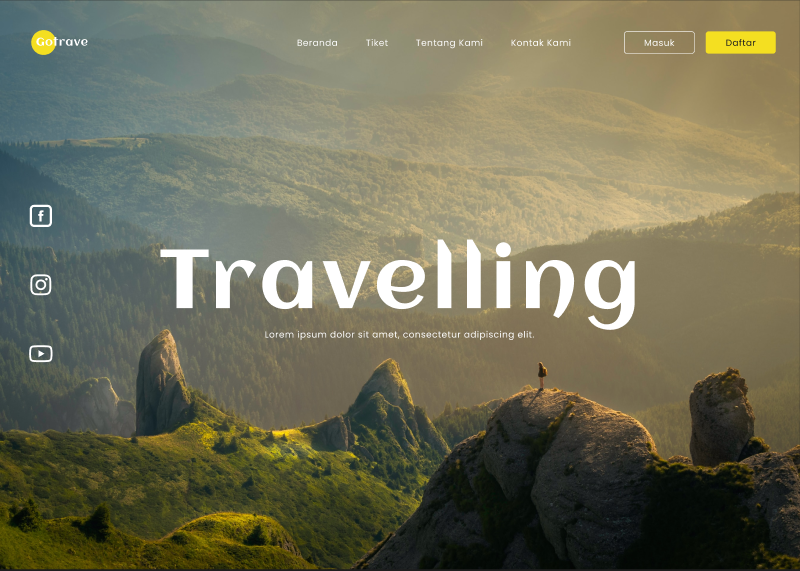 Gotrave
Beranda Tiket Tentang Kami Kontak Kami Masuk Daftar
Travelling
Lorem ipsum dolor sit amet, consectetur adipiscing elit.